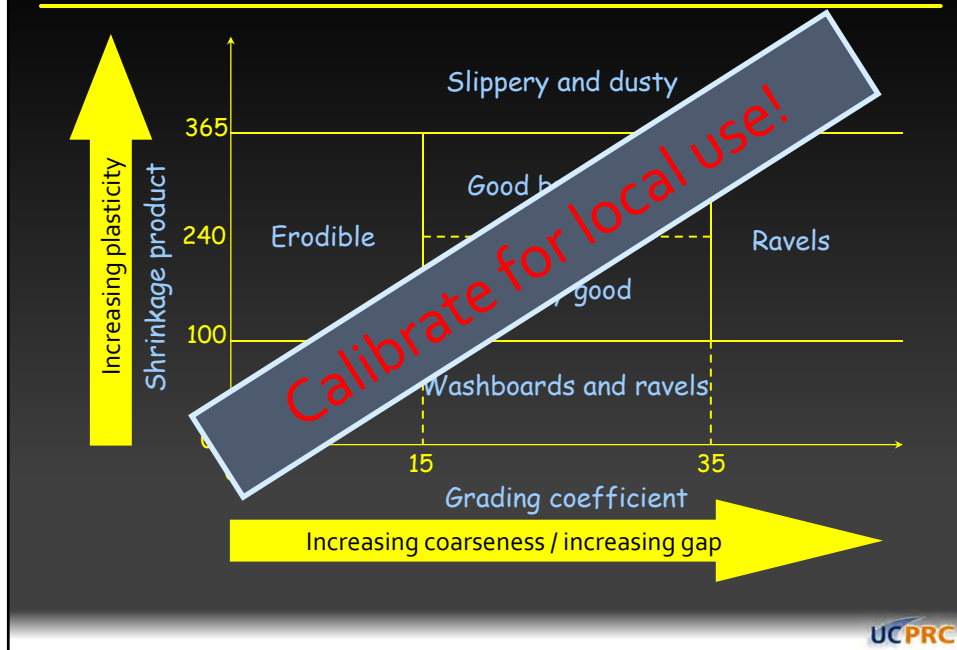 Slippery and dusty
365
Good
Increasing plasticity
Shrinkage product
240
Erodible
Ravels
good
100
Washboards and ravels
Calibrate for local use!
15
35
Grading coefficient
Increasing coarseness / increasing gap
UCPRC